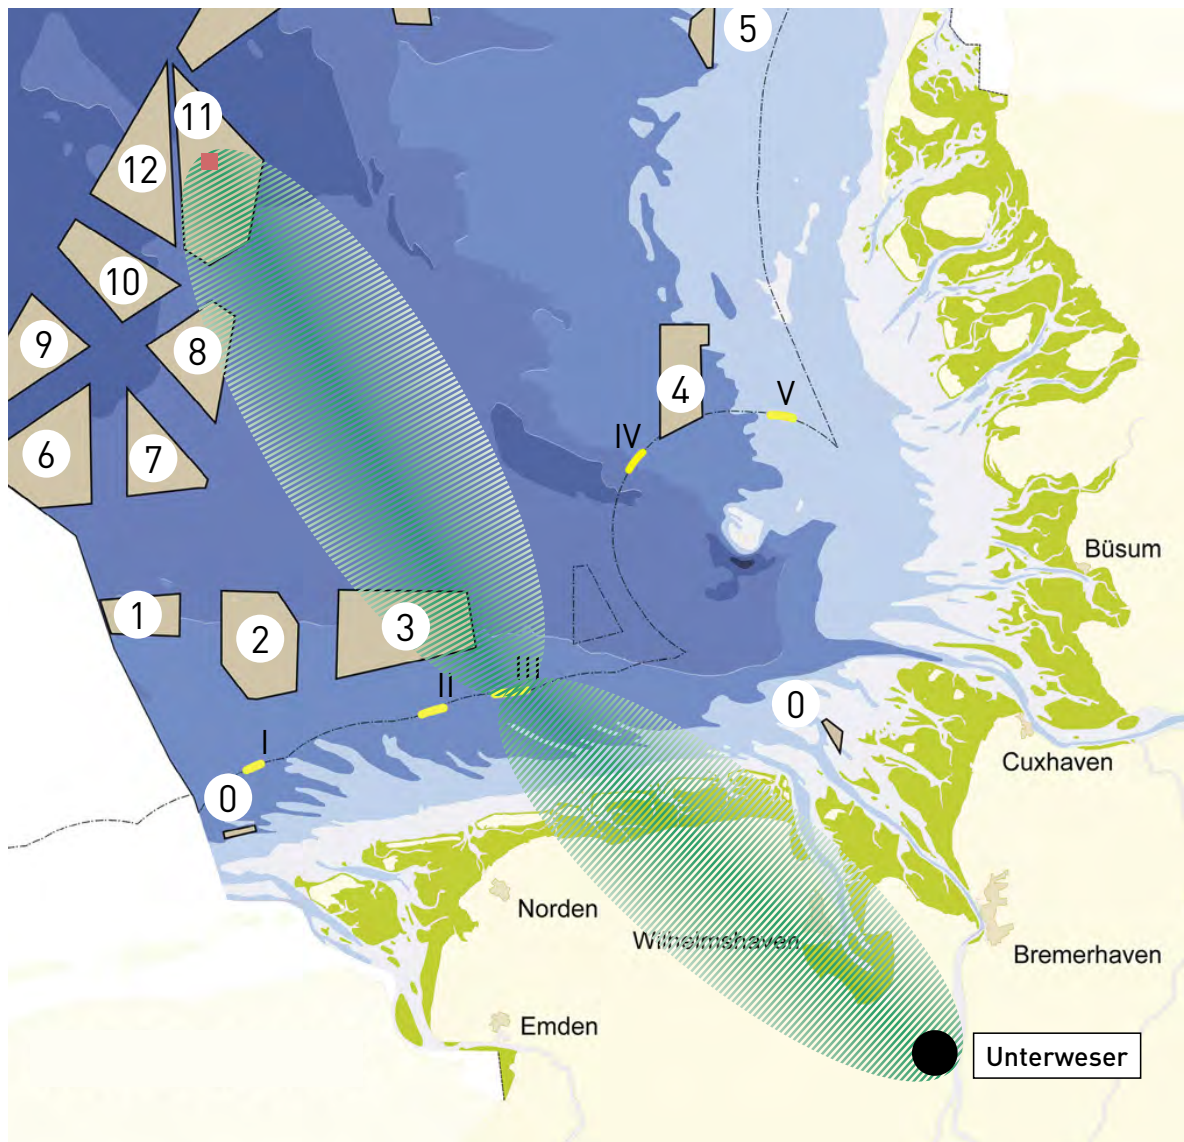 5
11
12
10
9
8
4
V
IV
6
7
Büsum
1
2
3
III
II
0
I
Cuxhaven
0
Norden
Wilhelmshaven
Bremerhaven
Emden
Unterweser